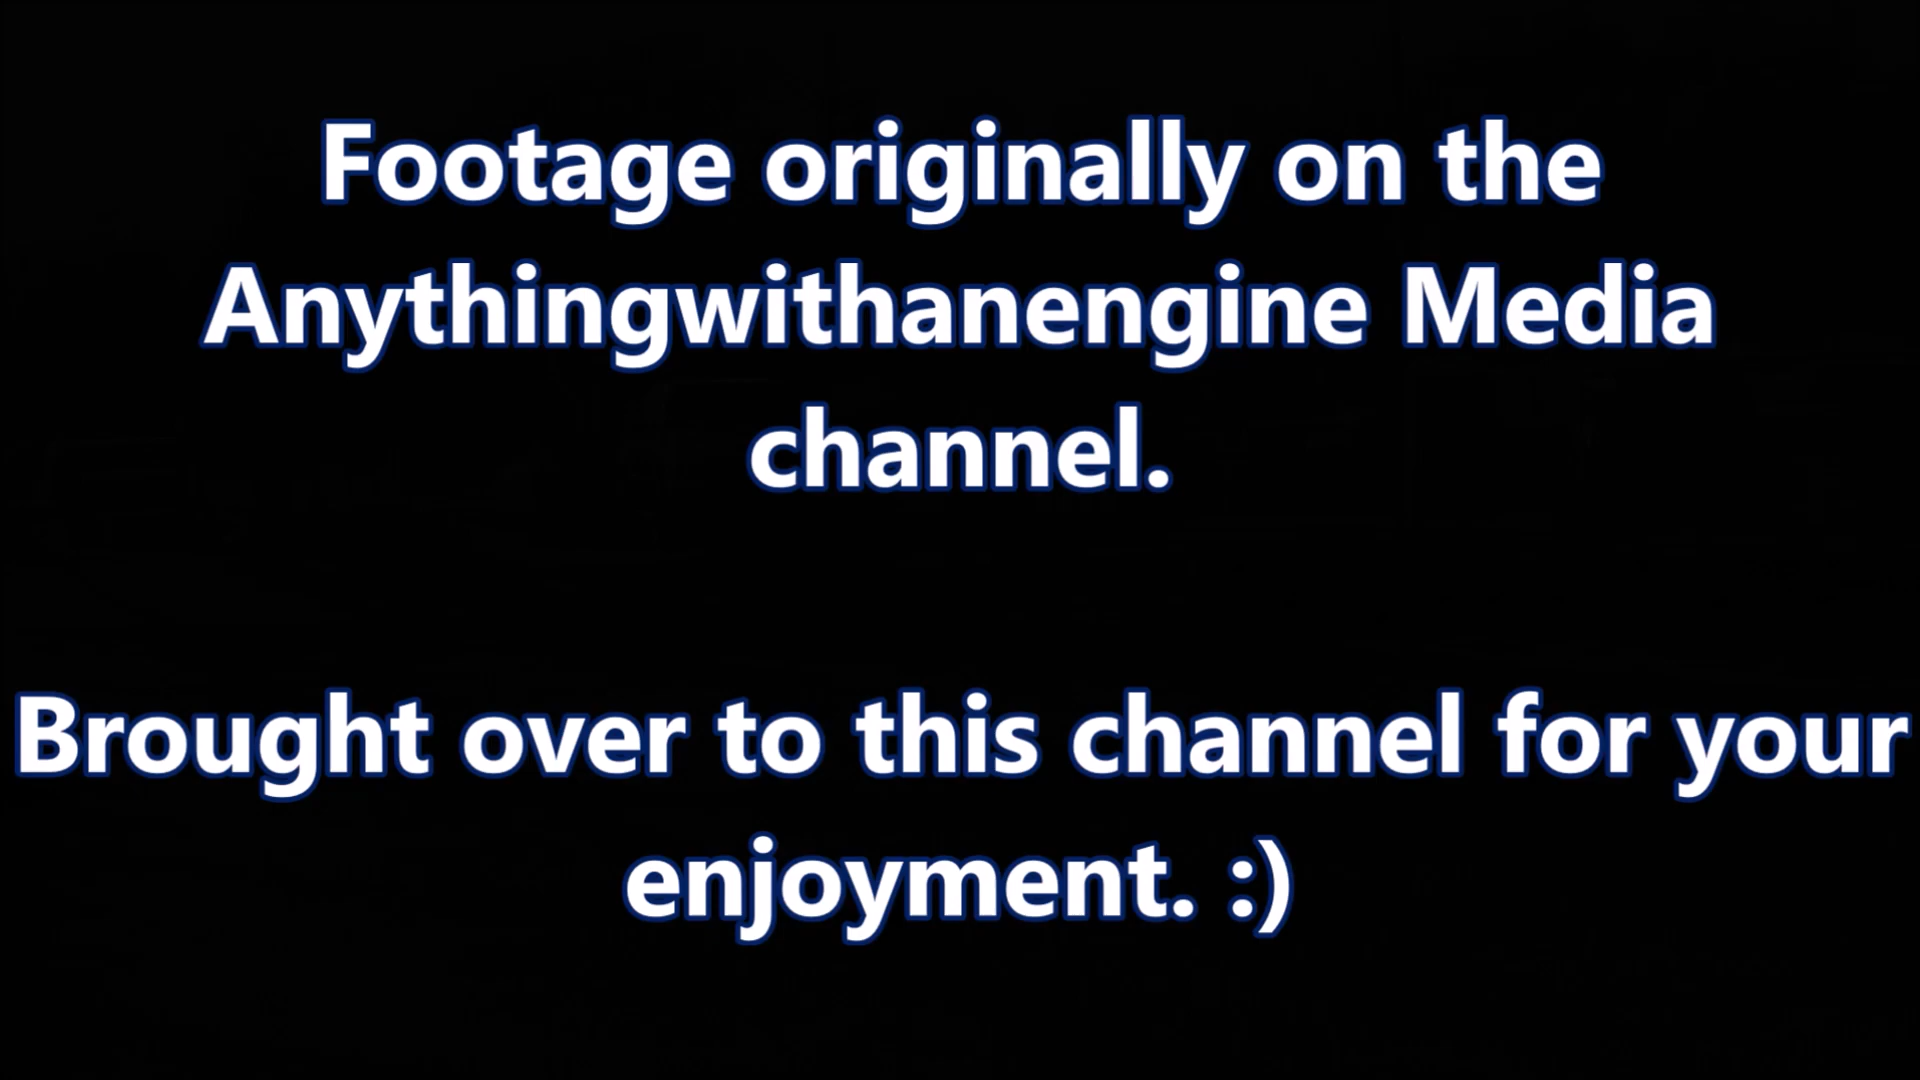 Footage originally on the
Anythingwithanengine Media
channel.
Brought over to this channel for your
enjoyment. :)